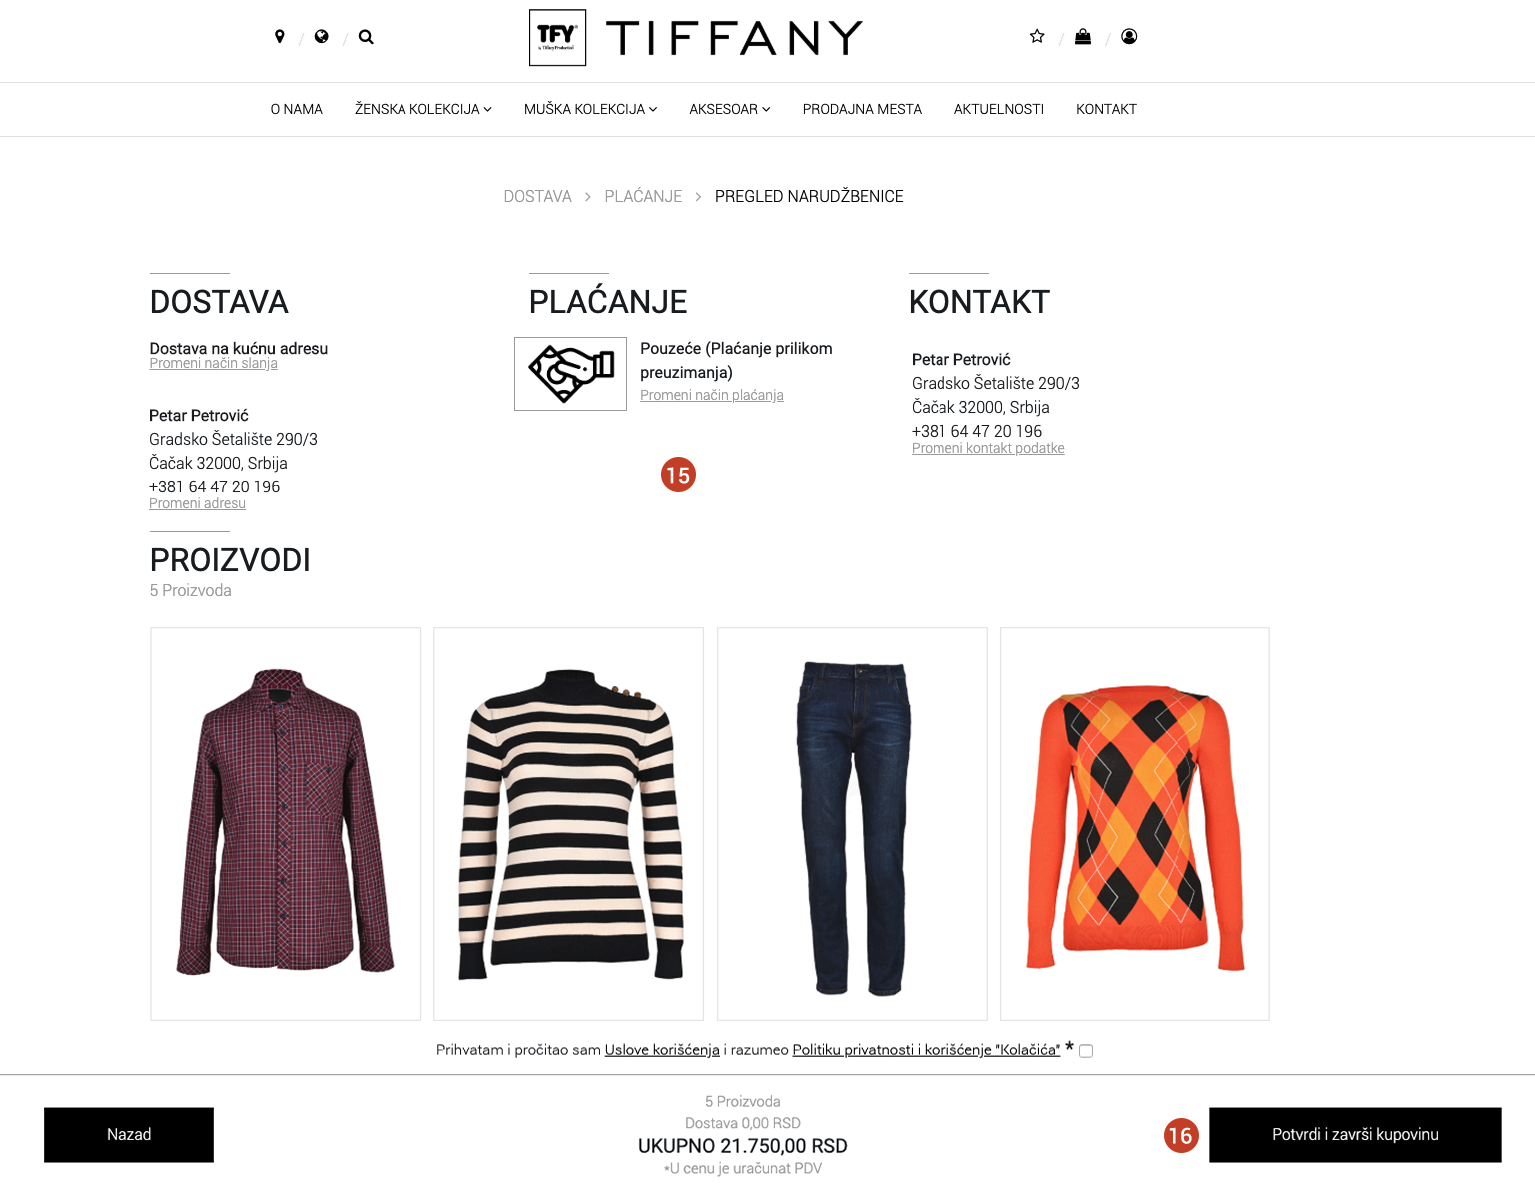 TFY
by Tiffany Production
TIFFANY
O NAMA
ŽENSKA KOLEKCIJA
MUŠKA KOLEKCIJA
AKSESOAR
PRODAJNA MESTA
AKTUELNOSTI
KONTAKT
DOSTAVA > PLAĆANJE > PREGLED NARUDŽBENICE
DOSTAVA
Dostava na kućnu adresu
Promeni način slanja
Petar Petrović
Gradsko Šetalište 290/3
Čačak 32000, Srbija
+381 64 47 20 196
Promeni adresu
PLAĆANJE
Pouzeće (Plaćanje prilikom
preuzimanja)
Promeni način plaćanja
15
KONTAKT
Petar Petrović
Gradsko Šetalište 290/3
Čačak 32000, Srbija
+381 64 47 20 196
Promeni kontakt podatke
PROIZVODI
5 Proizvoda
Prihvatam i pročitao sam Uslove korišćenja i razumeo Politiku privatnosti i korišćenje "Kolačića" *
Nazad
5 Proizvoda
Dostava 0,00 RSD
UKUPNO 21.750,00 RSD
*U cenu je uračunat PDV
16
Potvrdi i završi kupovinu